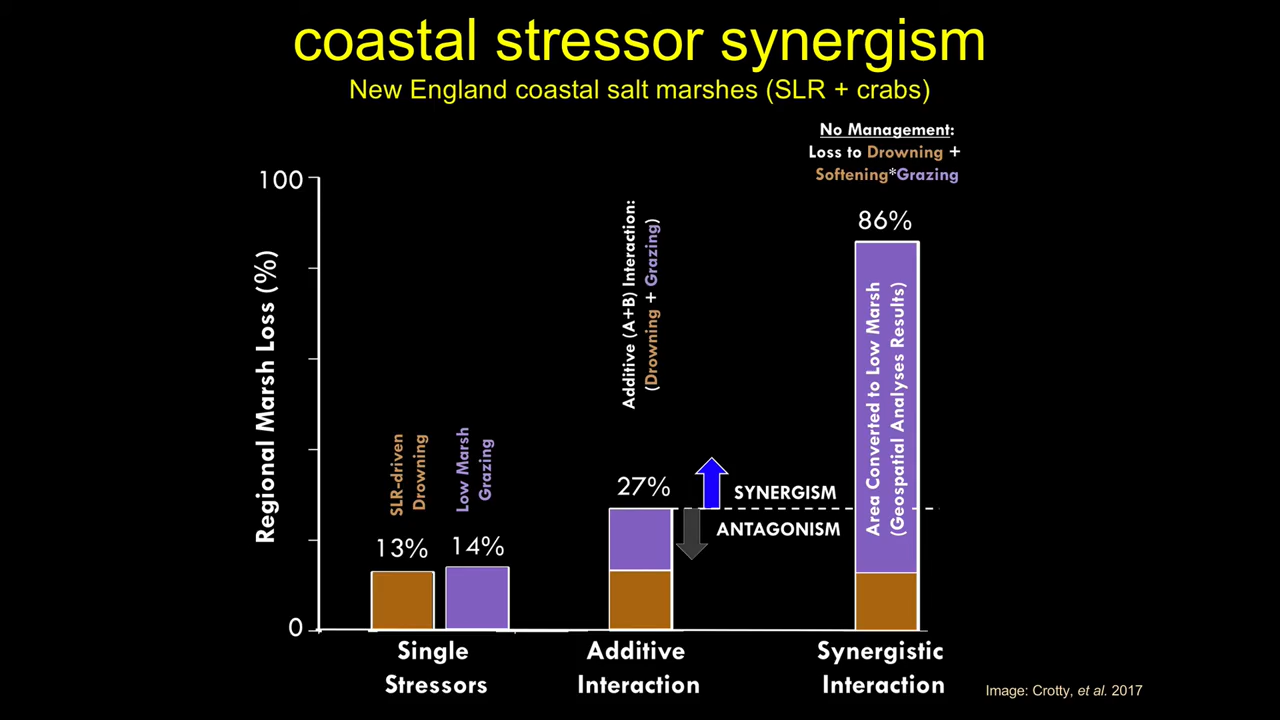 coastal stressor synergism
New England coastal salt marshes (SLR + crabs)
No Management:
Loss to Drowning +
Softening*Grazing
100
0
Regional Marsh Loss (%)
SLR-driven
Drowning
13%
Low Marsh
Grazing
14%
Additive (A+B) Interaction:
(Drowning + Grazing)
27%
SYNERGISM
ANTAGONISM
86%
Area Converted to Low Marsh
(Geospatial Analyses Results)
Single
Stressors
Additive
Interaction
Synergistic
Interaction
Image: Crotty, et al. 2017